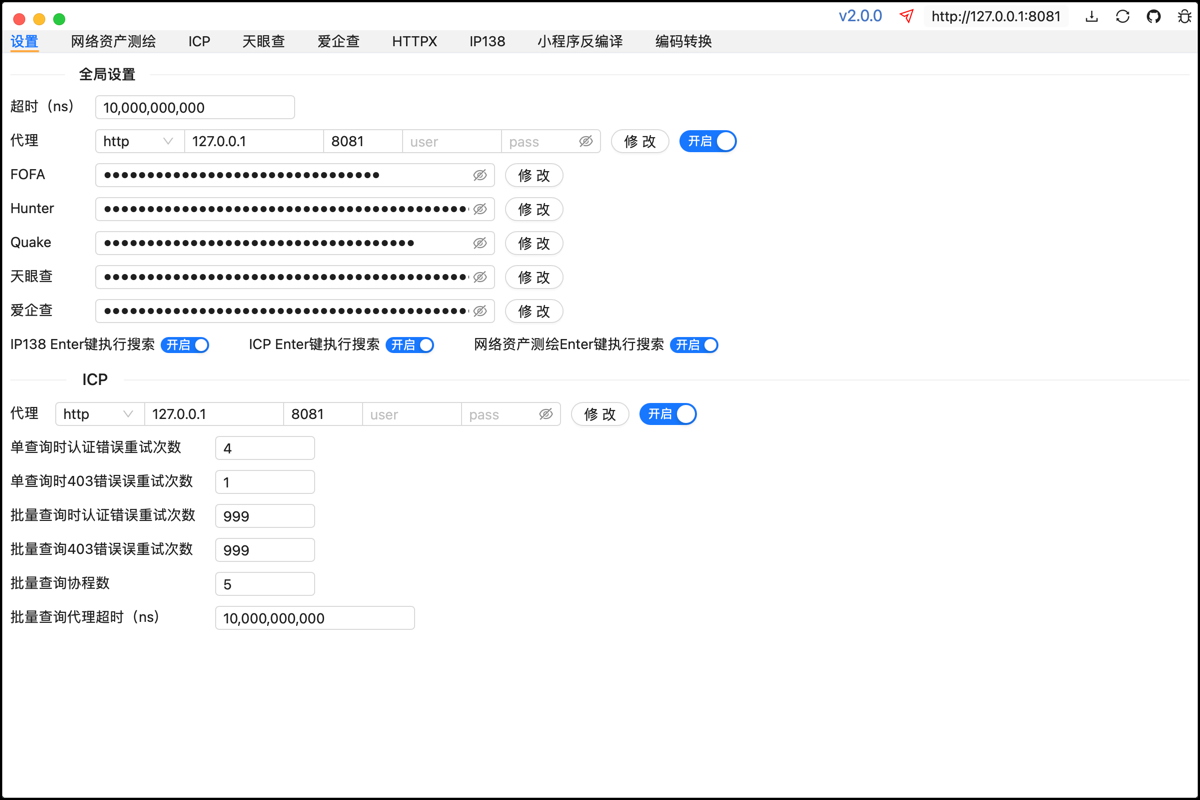 v2.0.0 http://127.0.0.1:8081
设置 网络资产测绘 ICP 天眼查 爱企查 HTTPX IP138 小程序反编译 编码转换
全局设置
超时（ns） 10,000,000,000
代理 http 127.0.0.1 8081 user pass 修 改 开启
FOFA 修 改
Hunter 修 改
Quake 修 改
天眼查 修 改
爱企查 修 改
IP138 Enter键执行搜索 开启 ICP Enter键执行搜索 开启 网络资产测绘Enter键执行搜索 开启
ICP
代理 http 127.0.0.1 8081 user pass 修 改 开启
单查询时认证错误重试次数 4
单查询时403错误误重试次数 1
批量查询时认证错误重试次数 999
批量查询403错误误重试次数 999
批量查询协程数 5
批量查询代理超时（ns） 10,000,000,000